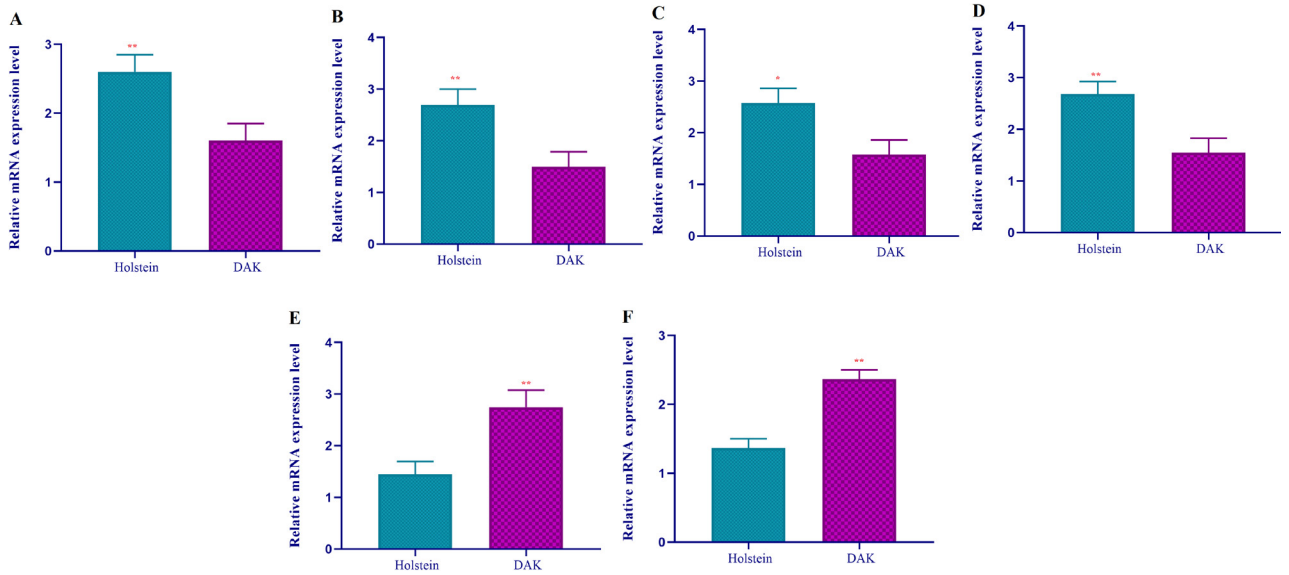 A
Relative mRNA expression level
3
2
1
0
**
Holstein
DAK
B
Relative mRNA expression level
4
3
2
1
0
**
Holstein
DAK
C
Relative mRNA expression level
4
3
2
1
0
*
Holstein
DAK
D
Relative mRNA expression level
4
3
2
1
0
**
Holstein
DAK
E
Relative mRNA expression level
4
3
2
1
0
**
Holstein
DAK
F
Relative mRNA expression level
3
2
1
0
**
Holstein
DAK